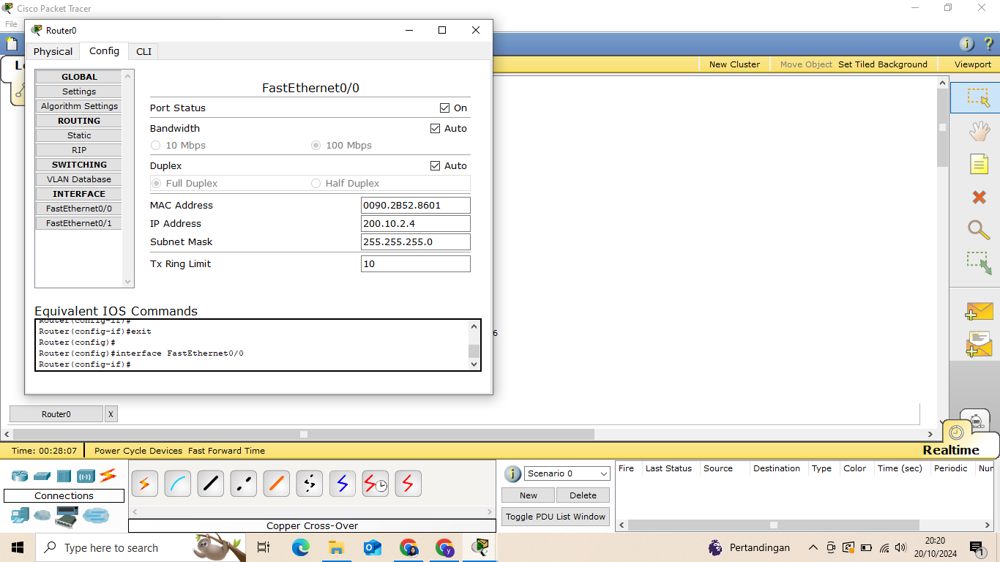 Cisco Packet Tracer
File
Router0
Physical
Config
CLI
New Cluster
Move Object
Set Tiled Background
Viewport
GLOBAL
Settings
Algorithm Settings
ROUTING
Static
RIP
SWITCHING
VLAN Database
INTERFACE
FastEthernet0/0
FastEthernet0/1
FastEthernet0/0
Port Status
On
Bandwidth
Auto
10 Mbps
100 Mbps
Duplex
Auto
Full Duplex
Half Duplex
MAC Address
0090.2B52.8601
IP Address
200.10.2.4
Subnet Mask
255.255.255.0
Tx Ring Limit
10
Equivalent IOS Commands
Router(config-if)#
Router(config-if)#exit
Router(config)#
Router(config)#interface FastEthernet0/0
Router(config-if)#
6
Router0
X
Time: 00:28:07
Power Cycle Devices Fast Forward Time
Realtime
Connections
Copper Cross-Over
Scenario 0
New
Delete
Toggle PDU List Window
Fire
Last Status
Source
Destination
Type
Color
Time (sec)
Periodic
Nur
Type here to search
Pertandingan
20:20
20/10/2024
1